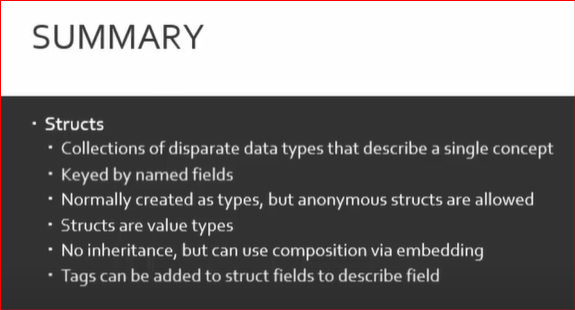 SUMMARY
• Structs
• Collections of disparate data types that describe a single concept
• Keyed by named fields
• Normally created as types, but anonymous structs are allowed
• Structs are value types
• No inheritance, but can use composition via embedding
• Tags can be added to struct fields to describe field